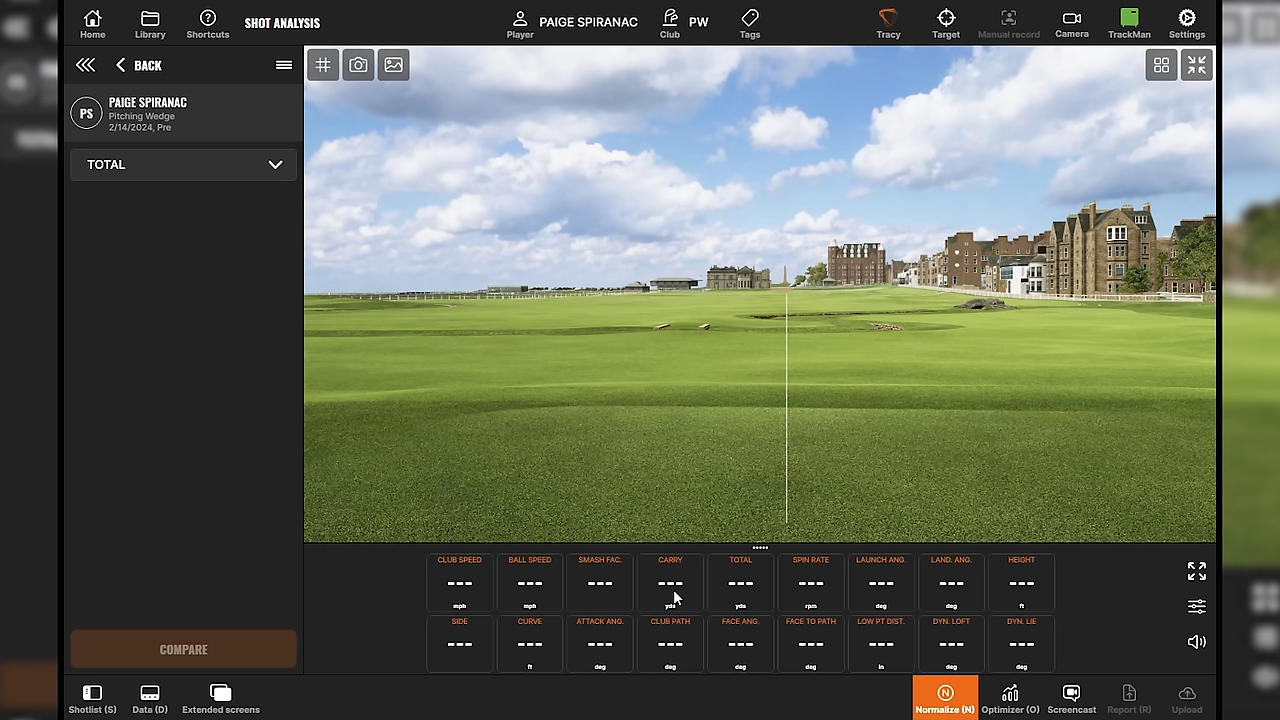 Home
Library
Shortcuts
SHOT ANALYSIS
Player
PAIGE SPIRANAC
Club
PW
Tags
Tracy
Target
Manual record
Camera
TrackMan
Settings
BACK
PS
PAIGE SPIRANAC
Pitching Wedge
2/14/2024, Pre
TOTAL
CLUB SPEED
--- 
mph
BALL SPEED
---
mph
SMASH FAC.
---
CARRY
---
yds
TOTAL
---
yds
SPIN RATE
---
rpm
LAUNCH ANG.
---
deg
LAND. ANG.
---
deg
HEIGHT
---
ft
SIDE
---
CURVE
---
ft
ATTACK ANG.
---
deg
CLUB PATH
---
deg
FACE ANG.
---
deg
FACE TO PATH
---
deg
LOW PT DIST.
---
in
DYN. LOFT
---
deg
DYN. LIE
---
deg
COMPARE
Shotlist (S)
Data (D)
Extended screens
N
Normalize (N)
Optimizer (O)
Screencast
Report (R)
Upload